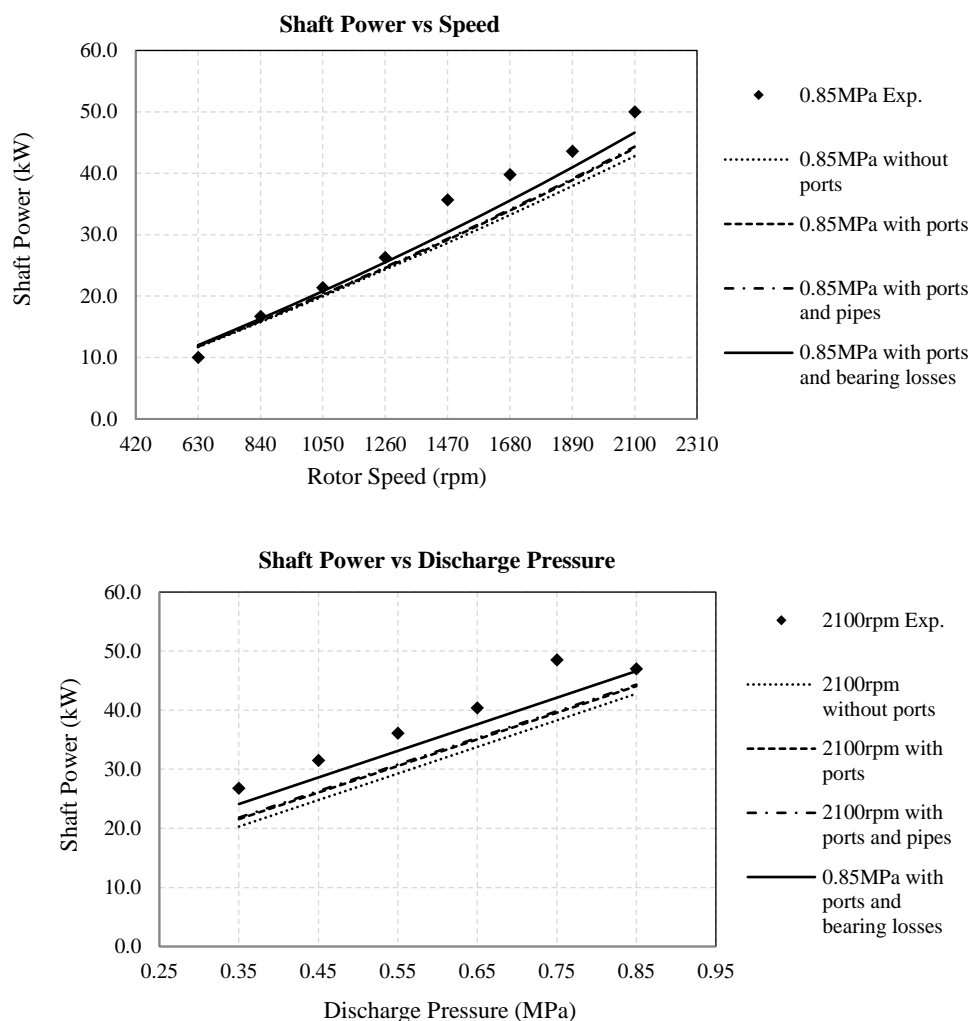 Shaft Power vs Speed
60.0
50.0
40.0
30.0
20.0
10.0
0.0
Shaft Power (kW)
420 630 840 1050 1260 1470 1680 1890 2100 2310
Rotor Speed (rpm)
0.85MPa Exp.
0.85MPa without
ports
0.85MPa with ports
0.85MPa with ports
and pipes
0.85MPa with ports
and bearing losses
Shaft Power vs Discharge Pressure
60.0
50.0
40.0
30.0
20.0
10.0
0.0
Shaft Power (kW)
0.25 0.35 0.45 0.55 0.65 0.75 0.85 0.95
Discharge Pressure (MPa)
2100rpm Exp.
2100rpm
without ports
2100rpm with
ports
2100rpm with
ports and pipes
0.85MPa with
ports and
bearing losses